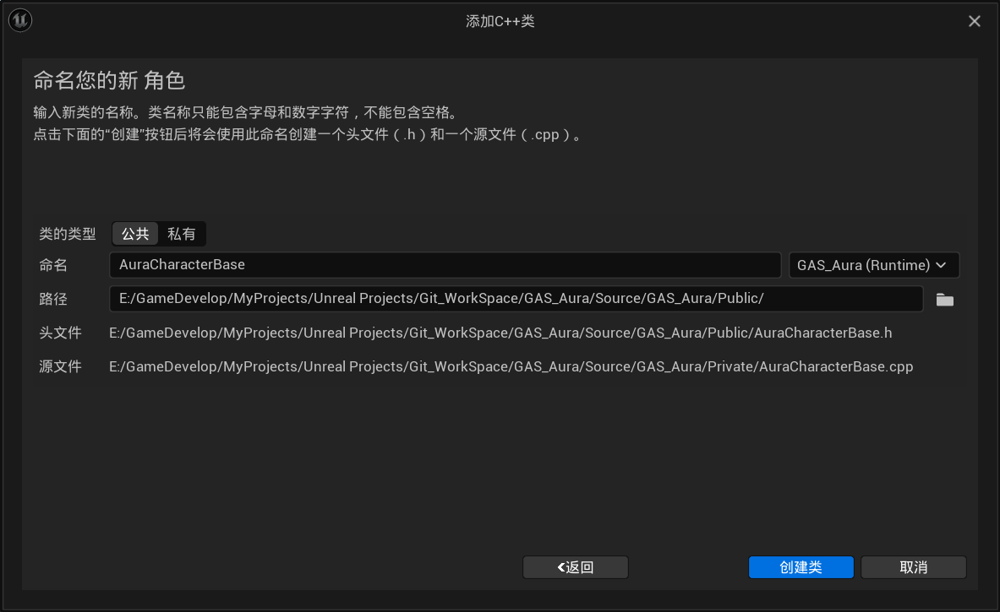 添加C++类
命名您的新 角色
输入新类的名称。类名称只能包含字母和数字字符，不能包含空格。
点击下面的“创建”按钮后将会使用此命名创建一个头文件（.h）和一个源文件（.cpp）。
类的类型 公共 私有
命名 AuraCharacterBase GAS_Aura (Runtime)
路径 E:/GameDevelop/MyProjects/Unreal Projects/Git_WorkSpace/GAS_Aura/Source/GAS_Aura/Public/
头文件 E:/GameDevelop/MyProjects/Unreal Projects/Git_WorkSpace/GAS_Aura/Source/GAS_Aura/Public/AuraCharacterBase.h
源文件 E:/GameDevelop/MyProjects/Unreal Projects/Git_WorkSpace/GAS_Aura/Source/GAS_Aura/Private/AuraCharacterBase.cpp
返回 创建类 取消